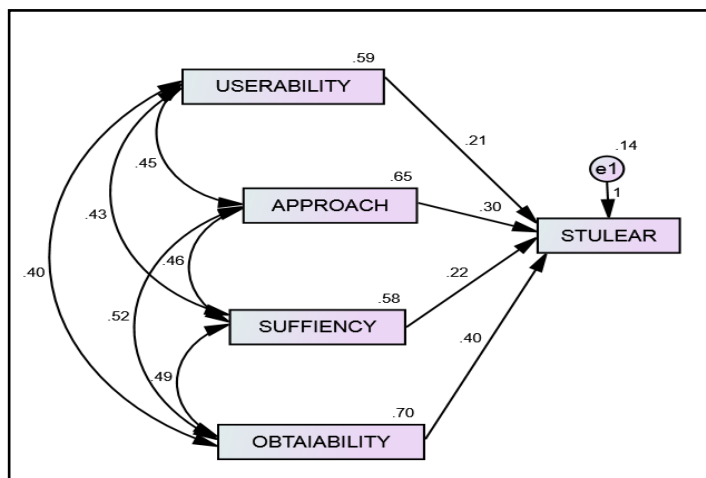 .59
USERABILITY
.21
.14
e1
1
.45
.65
APPROACH
.30
STULEAR
.43
.46
.40
.52
.58
SUFFIENCY
.22
.40
.49
.70
OBTAIABILITY